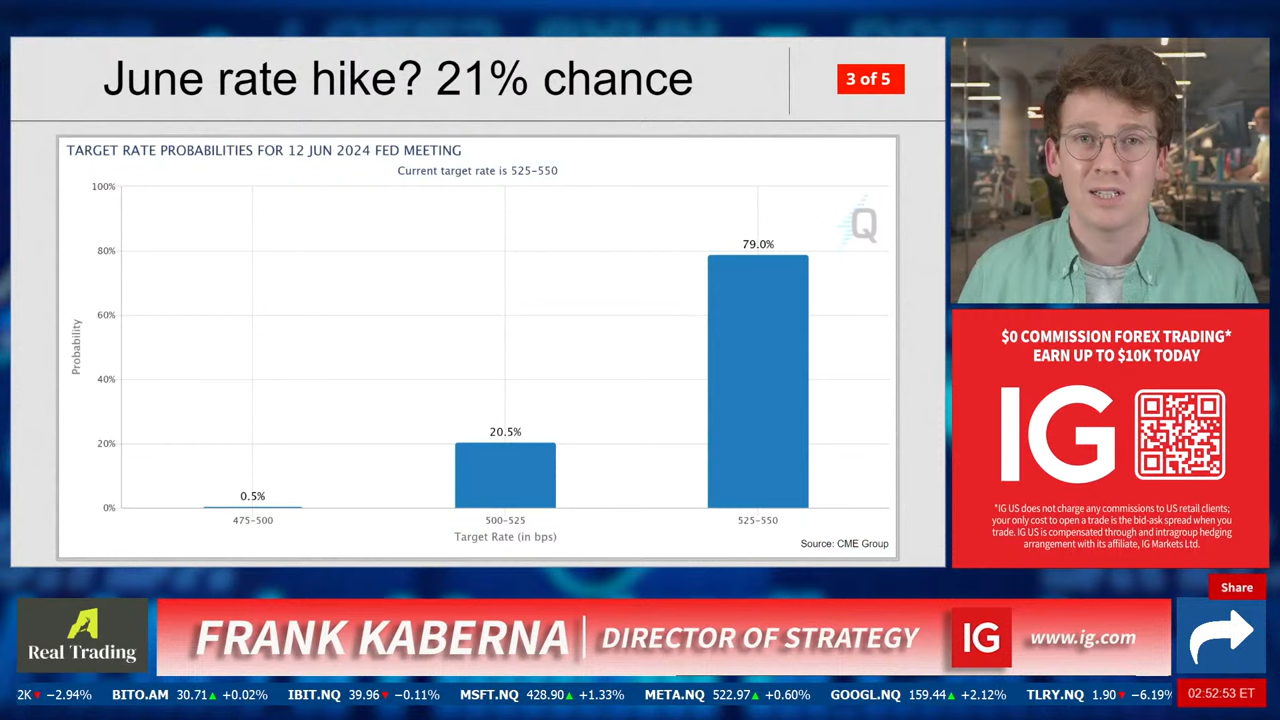 June rate hike? 21% chance
3 of 5
TARGET RATE PROBABILITIES FOR 12 JUN 2024 FED MEETING
Current target rate is 525–550
100%
80%
60%
40%
20%
0%
Probability
Q
0.5%
20.5%
79.0%
475–500
500–525
525–550
Target Rate (in bps)
Source: CME Group
$0 COMMISSION FOREX TRADING*
EARN UP TO $10K TODAY
IG
*IG US does not charge any commissions to US retail clients;
your only cost to open a trade is the bid-ask spread when you
trade. IG US is compensated through and intragroup hedging
arrangement with its affiliate, IG Markets Ltd.
Share
Real Trading
FRANK KABERNA
DIRECTOR OF STRATEGY
IG
www.ig.com
2K▼ −2.94% BITO.AM 30.71▲ +0.02% IBIT.NQ 39.96▼ −0.11% MSFT.NQ 428.90▲ +1.33% META.NQ 522.97▲ +0.60% GOOGL.NQ 159.44▲ +2.12% TLRY.NQ 1.90▼ −6.19%
02:52:53 ET